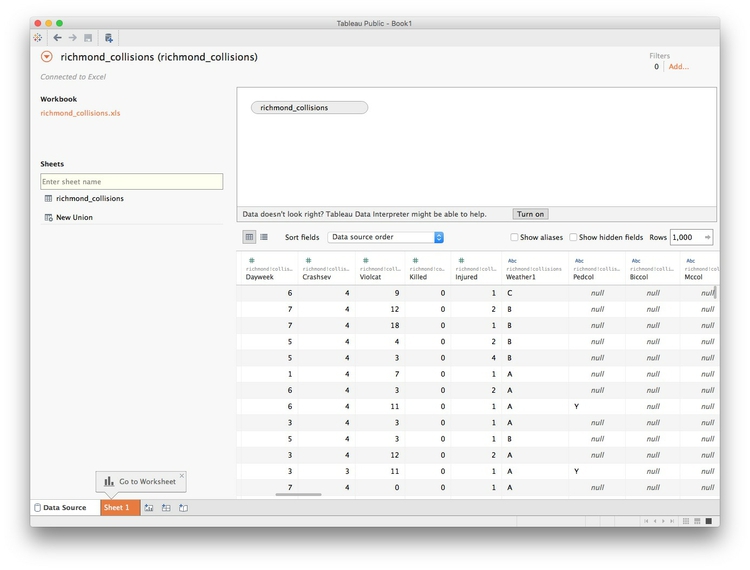 Tableau Public - Book1
richmond_collisions (richmond_collisions)
Connected to Excel
Filters
0 Add...
Workbook
richmond_collisions.xls
Sheets
Enter sheet name
richmond_collisions
New Union
richmond_collisions
Data doesn't look right? Tableau Data Interpreter might be able to help. Turn on
Sort fields Data source order Show aliases Show hidden fields Rows 1,000
# # # # # Abc Abc Abc Abc
richmond!collis... richmond!collis... richmond!coll... richmond!coll... richmond!colli... richmond!collisions richmond!colli... richmond!colli... richmond!coll
Dayweek Crashsev Violcat Killed Injured Weather1 Pedcol Biccol Mccol
6 4 9 0 1 C null null null
7 4 12 0 2 B null null null
7 4 18 0 1 B null null null
5 4 4 0 2 B null null null
5 4 3 0 4 B null null null
1 4 7 0 1 A null null null
6 4 3 0 2 A null null null
6 4 11 0 1 A Y null null
3 4 3 0 1 A null null null
5 4 3 0 1 B null null null
3 4 12 0 2 A null null null
3 3 11 0 1 A Y null null
7 4 0 0 1 A null null null
Go to Worksheet
Data Source Sheet 1